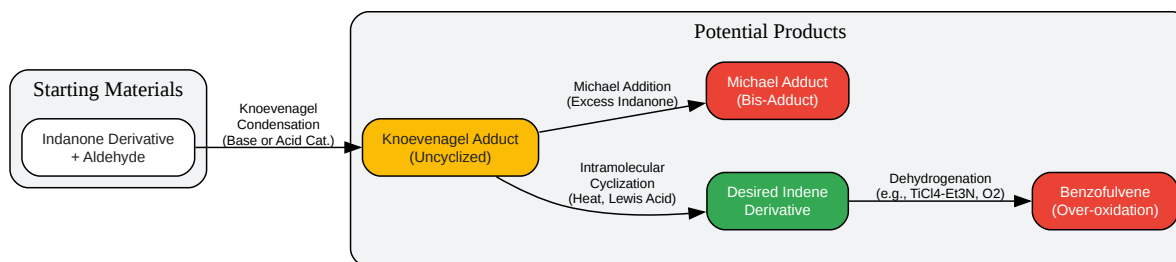 Potential Products
Starting Materials
Indanone Derivative
+ Aldehyde
Knoevenagel
Condensation
(Base or Acid Cat.)
Knoevenagel Adduct
(Uncyclized)
Michael Addition
(Excess Indanone)
Michael Adduct
(Bis-Adduct)
Intramolecular
Cyclization
(Heat, Lewis Acid)
Desired Indene
Derivative
Dehydrogenation
(e.g., TiCl4-Et3N, O2)
Benzofulvene
(Over-oxidation)